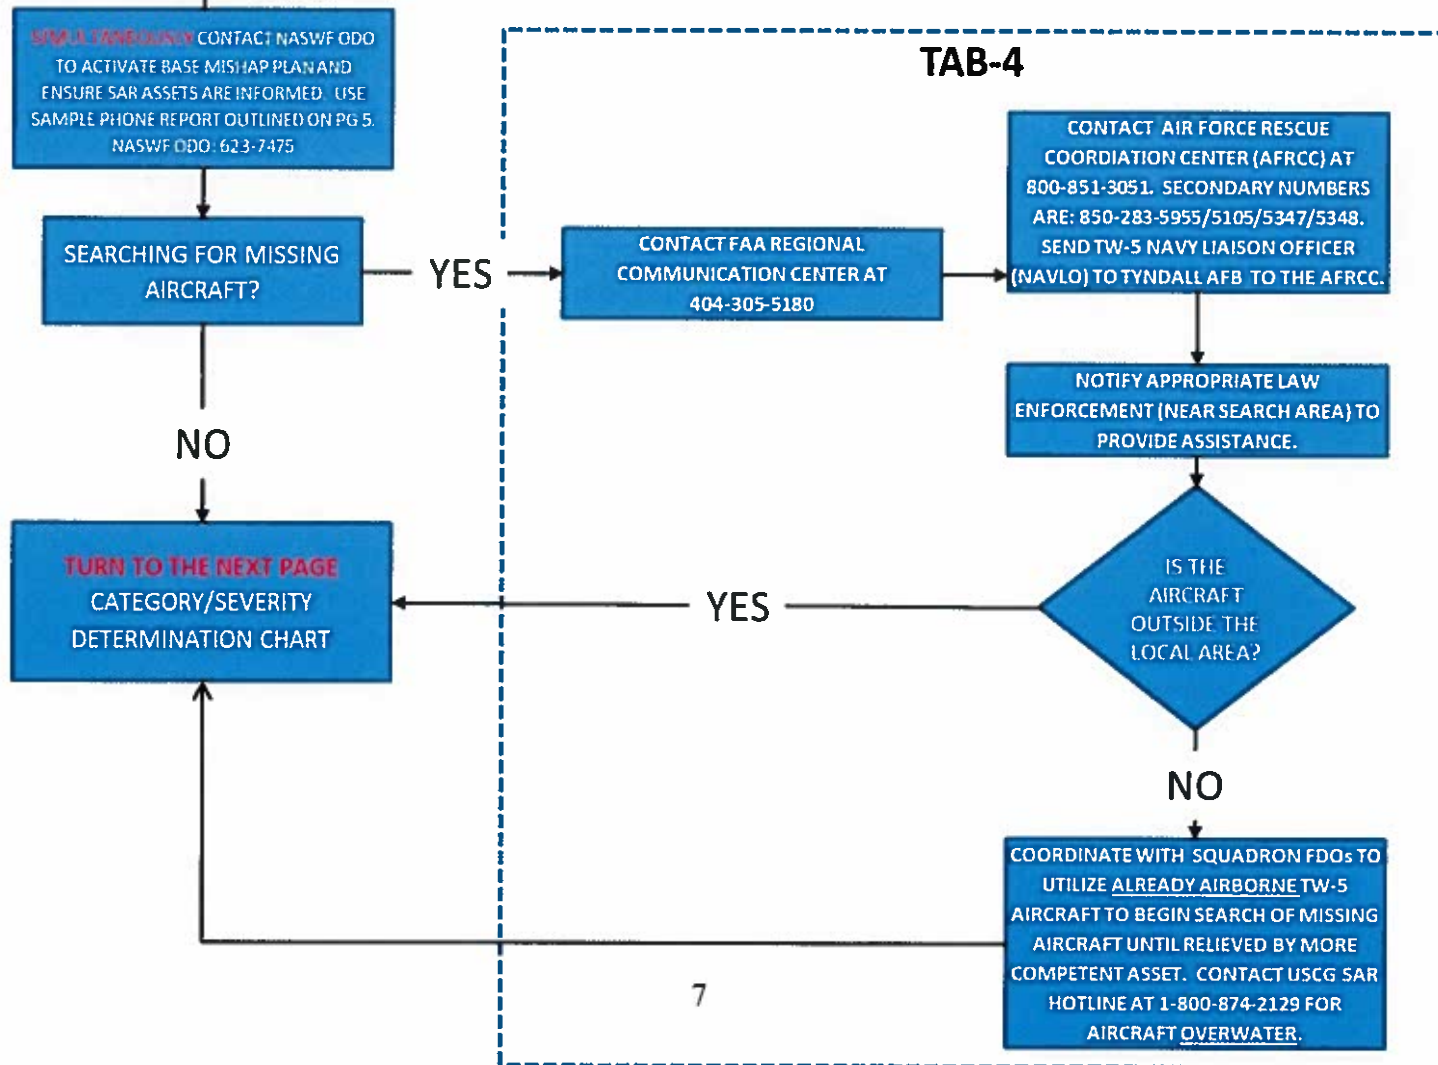 SIMULTANEOUSLY CONTACT NASWF ODO
TO ACTIVATE BASE MISHAP PLAN AND
ENSURE SAR ASSETS ARE INFORMED. USE
SAMPLE PHONE REPORT OUTLINED ON PG 5.
NASWF ODO: 623-7475
SEARCHING FOR MISSING
AIRCRAFT?
YES
NO
TURN TO THE NEXT PAGE
CATEGORY/SEVERITY
DETERMINATION CHART
TAB-4
CONTACT FAA REGIONAL
COMMUNICATION CENTER AT
404-305-5180
CONTACT AIR FORCE RESCUE
COORDIATION CENTER (AFRCC) AT
800-851-3051. SECONDARY NUMBERS
ARE: 850-283-5955/5105/5347/5348.
SEND TW-5 NAVY LIAISON OFFICER
(NAVLO) TO TYNDALL AFB TO THE AFRCC.
NOTIFY APPROPRIATE LAW
ENFORCEMENT (NEAR SEARCH AREA) TO
PROVIDE ASSISTANCE.
IS THE
AIRCRAFT
OUTSIDE THE
LOCAL AREA?
YES
NO
COORDINATE WITH SQUADRON FDOs TO
UTILIZE ALREADY AIRBORNE TW-5
AIRCRAFT TO BEGIN SEARCH OF MISSING
AIRCRAFT UNTIL RELIEVED BY MORE
COMPETENT ASSET. CONTACT USCG SAR
HOTLINE AT 1-800-874-2129 FOR
AIRCRAFT OVERWATER.
7